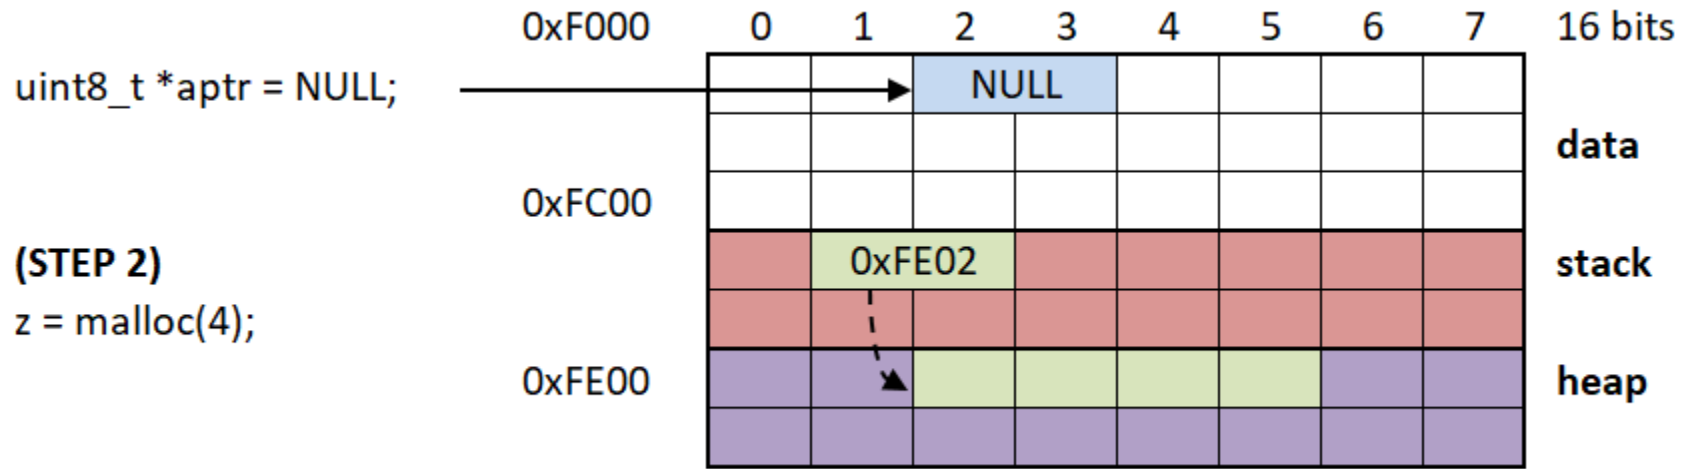 0xF000 0 1 2 3 4 5 6 7 16 bits
uint8_t *aptr = NULL; NULL
data
0xFC00
(STEP 2) 0xFE02 stack
z = malloc(4);
0xFE00 heap